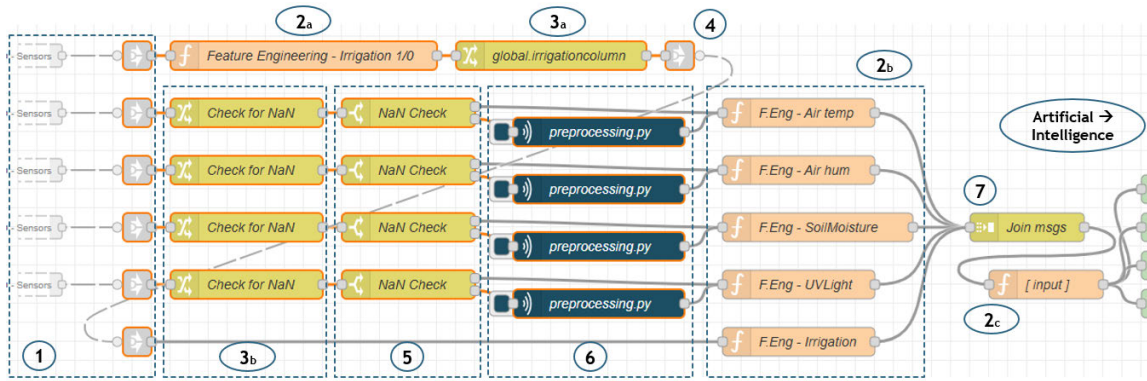 2a
3a
4
Sensors
Feature Engineering - Irrigation 1/0
global.irrigationcolumn
2b
Sensors
Check for NaN
NaN Check
F.Eng - Air temp
preprocessing.py
Artificial →
Intelligence
Sensors
Check for NaN
NaN Check
F.Eng - Air hum
preprocessing.py
7
Sensors
Check for NaN
NaN Check
F.Eng - SoilMoisture
Join msgs
preprocessing.py
Sensors
Check for NaN
NaN Check
F.Eng - UVLight
[ input ]
preprocessing.py
2c
F.Eng - Irrigation
1
3b
5
6